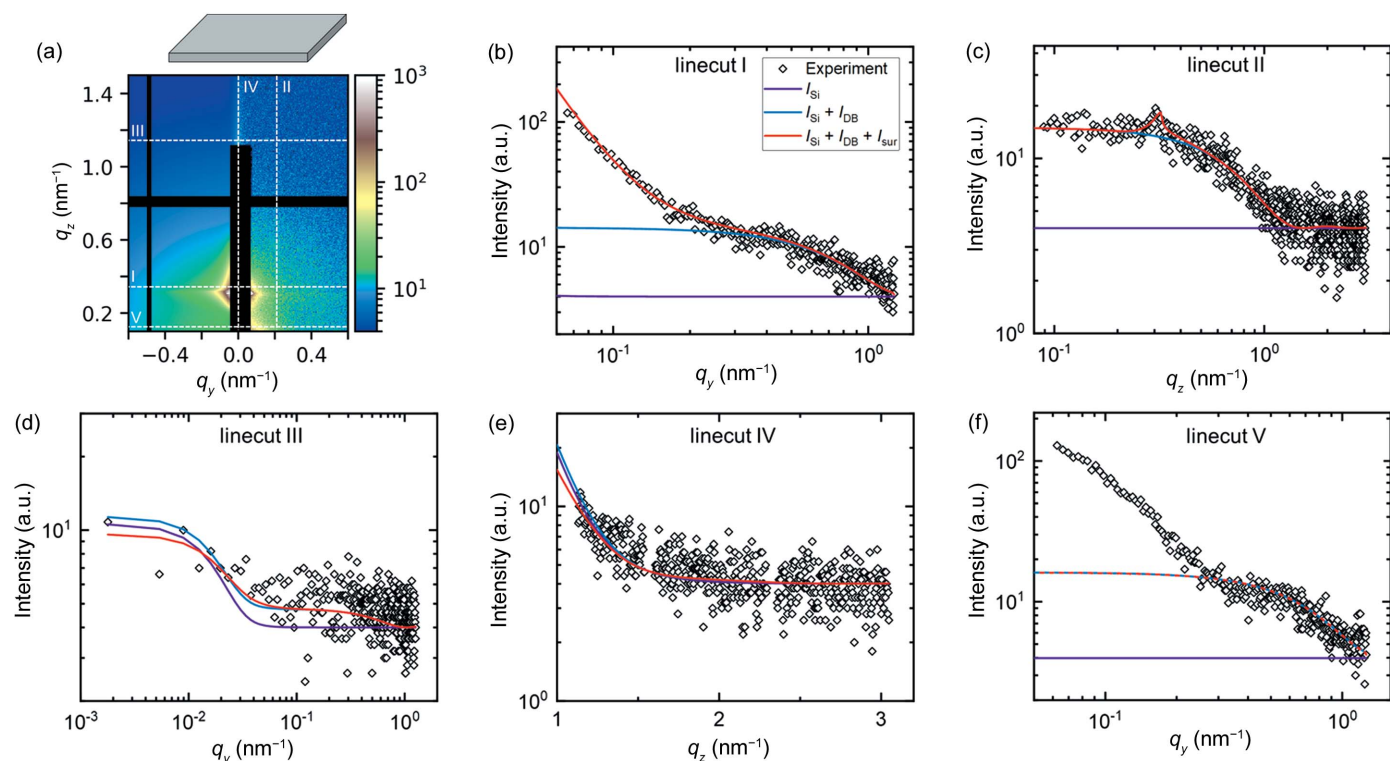 (a)
IV
II
III
I
V
1.4
1.0
0.6
0.2
q_z (nm⁻¹)
−0.4
0.0
0.4
q_y (nm⁻¹)
10³
10²
10¹
(b)
linecut I
Experiment
I_Si
I_Si + I_DB
I_Si + I_DB + I_sur
10²
10¹
Intensity (a.u.)
10⁻¹
10⁰
q_y (nm⁻¹)
(c)
linecut II
10¹
10⁰
Intensity (a.u.)
10⁻¹
10⁰
q_z (nm⁻¹)
(d)
linecut III
10¹
Intensity (a.u.)
10⁻³
10⁻²
10⁻¹
10⁰
q_y (nm⁻¹)
(e)
linecut IV
10¹
10⁰
Intensity (a.u.)
1
2
3
q_z (nm⁻¹)
(f)
linecut V
10²
10¹
Intensity (a.u.)
10⁻¹
10⁰
q_y (nm⁻¹)